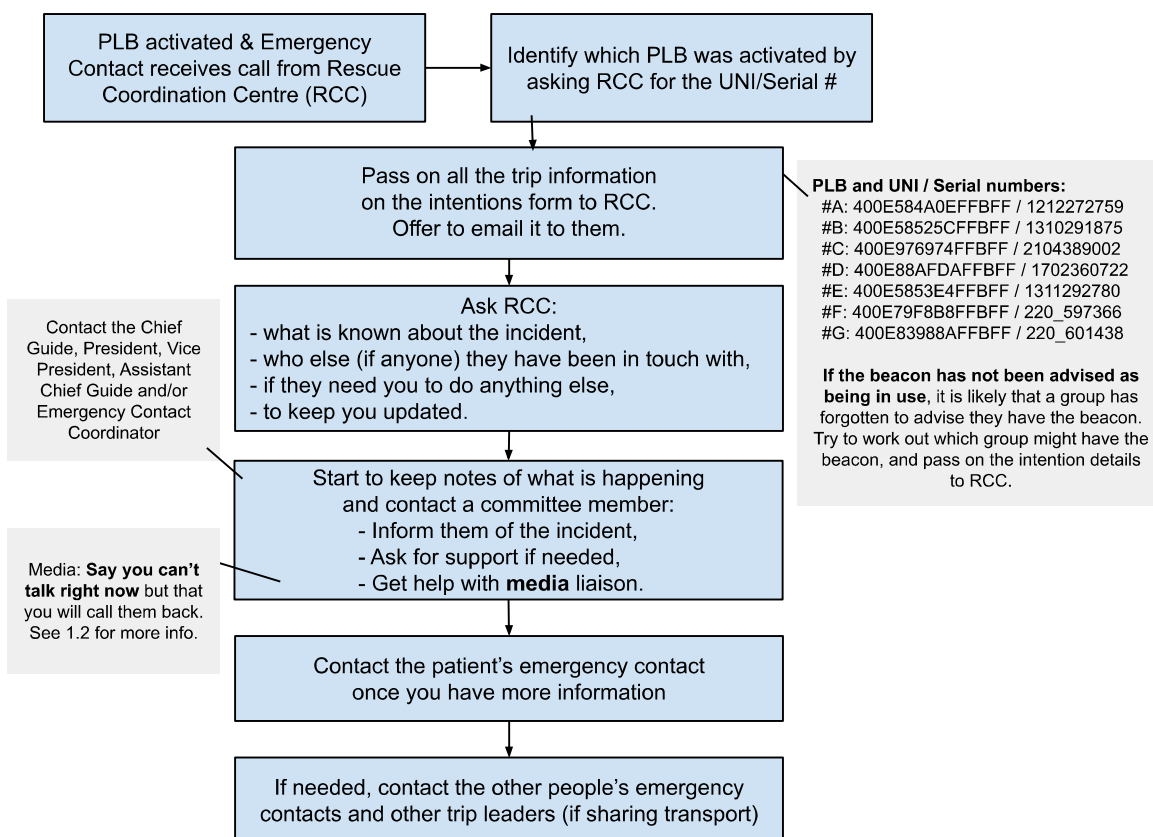 PLB activated & Emergency
Contact receives call from Rescue
Coordination Centre (RCC)
Identify which PLB was activated by
asking RCC for the UNI/Serial #
Pass on all the trip information
on the intentions form to RCC.
Offer to email it to them.
PLB and UNI / Serial numbers:
#A: 400E584A0EFFBFF / 1212272759
#B: 400E58525CFFBFF / 1310291875
#C: 400E976974FFBFF / 2104389002
#D: 400E88AFDAFFBFF / 1702360722
#E: 400E5853E4FFBFF / 1311292780
#F: 400E79F8B8FFBFF / 220_597366
#G: 400E83988AFFBFF / 220_601438
If the beacon has not been advised as
being in use, it is likely that a group has
forgotten to advise they have the beacon.
Try to work out which group might have the
beacon, and pass on the intention details
to RCC.
Ask RCC:
- what is known about the incident,
- who else (if anyone) they have been in touch with,
- if they need you to do anything else,
- to keep you updated.
Contact the Chief
Guide, President, Vice
President, Assistant
Chief Guide and/or
Emergency Contact
Coordinator
Start to keep notes of what is happening
and contact a committee member:
- Inform them of the incident,
- Ask for support if needed,
- Get help with media liaison.
Media: Say you can't
talk right now but that
you will call them back.
See 1.2 for more info.
Contact the patient's emergency contact
once you have more information
If needed, contact the other people's emergency
contacts and other trip leaders (if sharing transport)